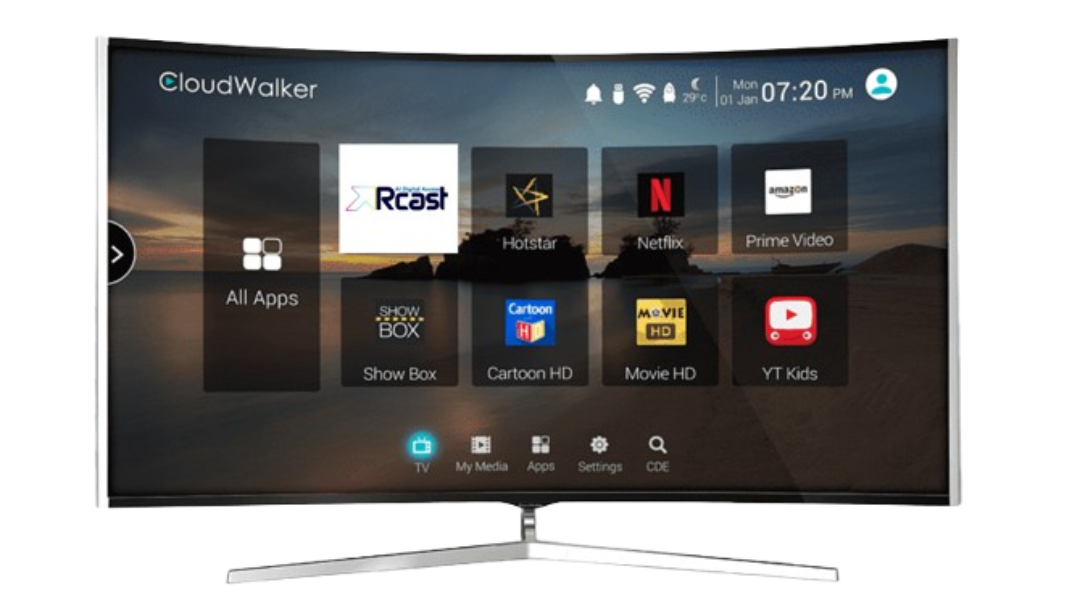 CloudWalker
29°c
Mon
01 Jan
07:20 PM
All Apps
Rcast
Hotstar
Netflix
amazon
Prime Video
SHOW
BOX
Show Box
Cartoon
HD
Cartoon HD
MOVIE
HD
Movie HD
YT Kids
TV
My Media
Apps
Settings
CDE